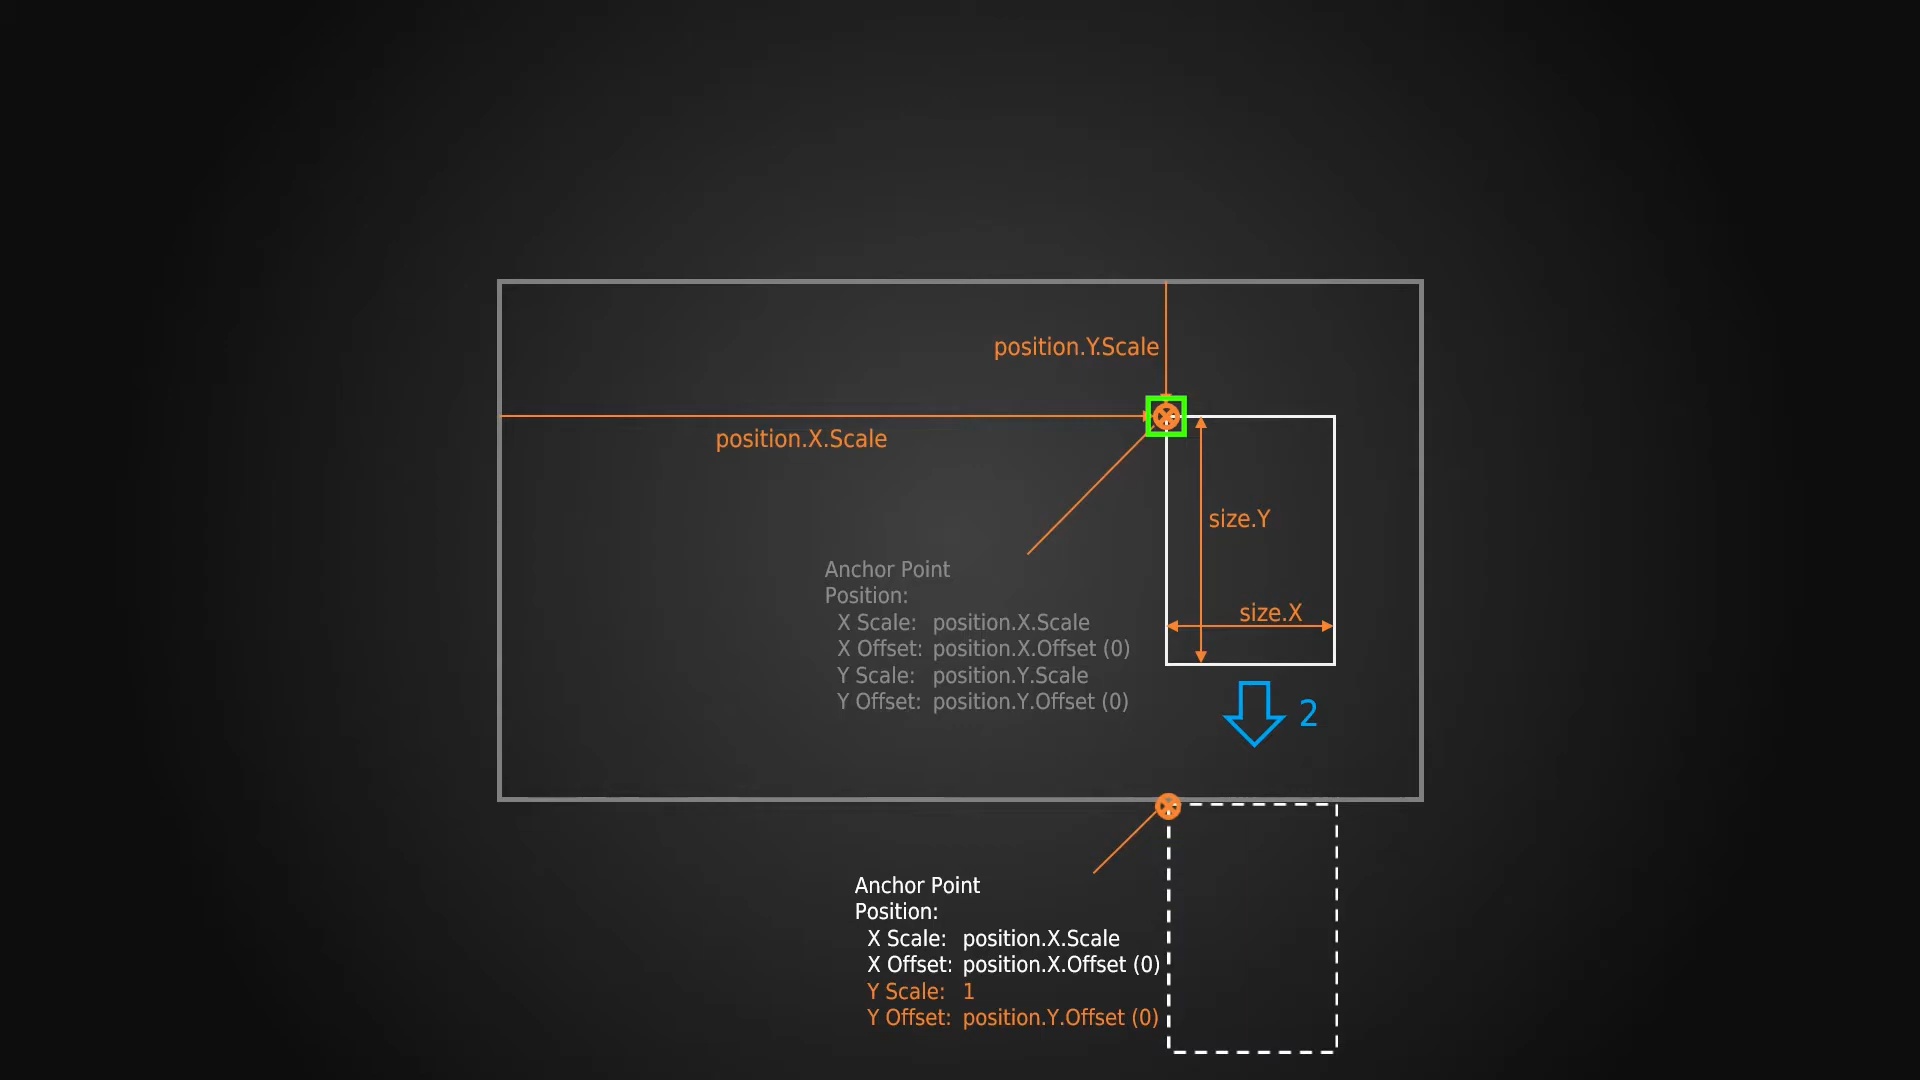 position.Y.Scale
position.X.Scale
size.Y
Anchor Point
Position:
X Scale: position.X.Scale
X Offset: position.X.Offset (0)
Y Scale: position.Y.Scale
Y Offset: position.Y.Offset (0)
size.X
2
Anchor Point
Position:
X Scale: position.X.Scale
X Offset: position.X.Offset (0)
Y Scale: 1
Y Offset: position.Y.Offset (0)